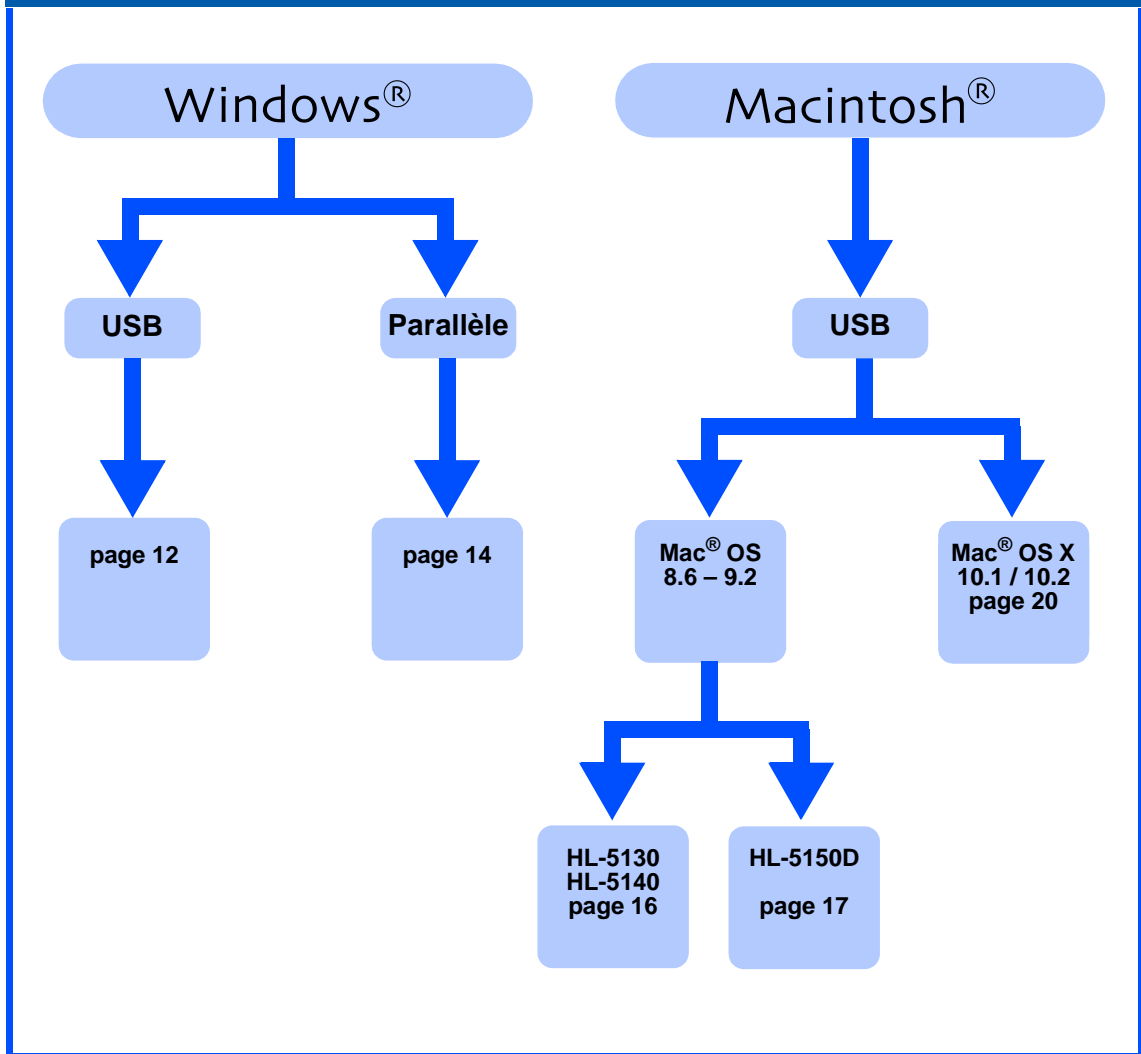 Windows®
Macintosh®
USB
Parallèle
USB
page 12
page 14
Mac® OS
8.6 – 9.2
Mac® OS X
10.1 / 10.2
page 20
HL-5130
HL-5140
page 16
HL-5150D
page 17